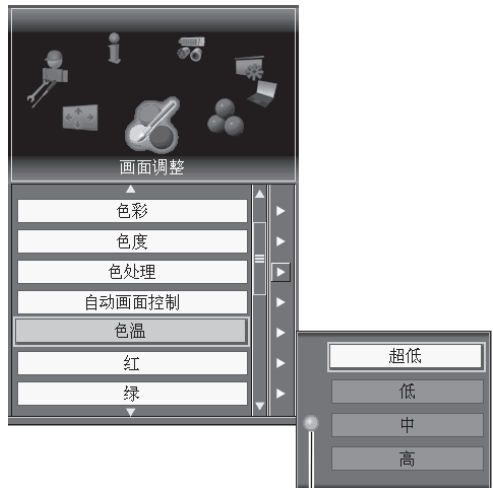 画面调整
色彩
色度
色处理
自动画面控制
色温
红
绿
超低
低
中
高